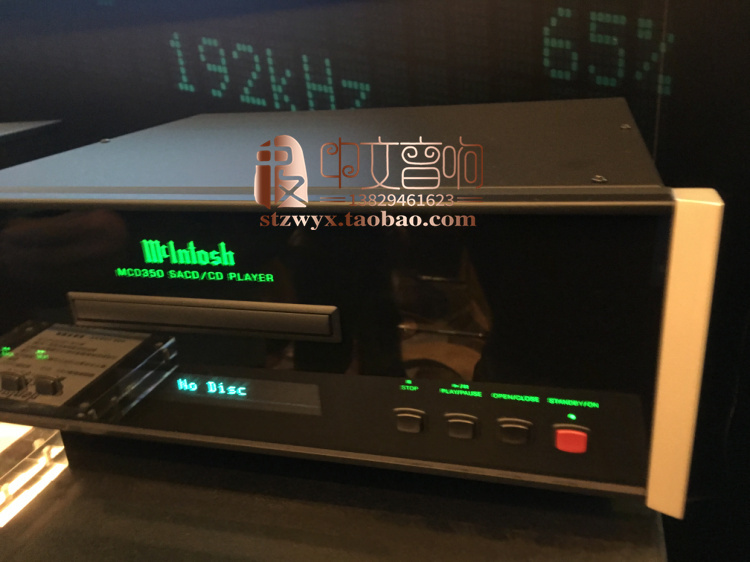 192kHz
65%
中文音响
13829461623
stzwyx.taobao.com
McIntosh
MCD350 SACD/CD PLAYER
No Disc
STOP
PLAY/PAUSE
OPEN/CLOSE
STANDBY/ON